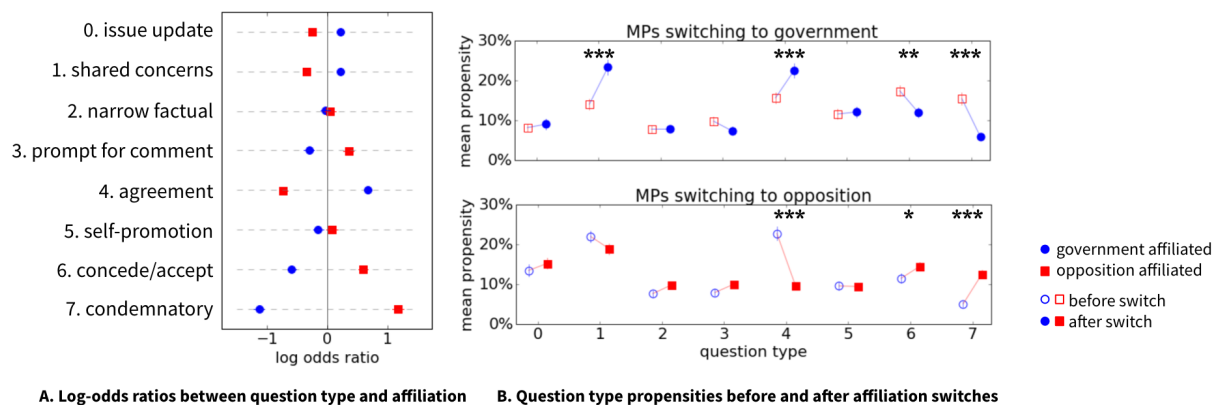 0. issue update
1. shared concerns
2. narrow factual
3. prompt for comment
4. agreement
5. self-promotion
6. concede/accept
7. condemnatory
−1 0 1
log odds ratio
A. Log-odds ratios between question type and affiliation
MPs switching to government
30%
20%
10%
0%
mean propensity
*** *** ** ***
MPs switching to opposition
30%
20%
10%
0%
mean propensity
*** * ***
0 1 2 3 4 5 6 7
question type
B. Question type propensities before and after affiliation switches
government affiliated
opposition affiliated
before switch
after switch